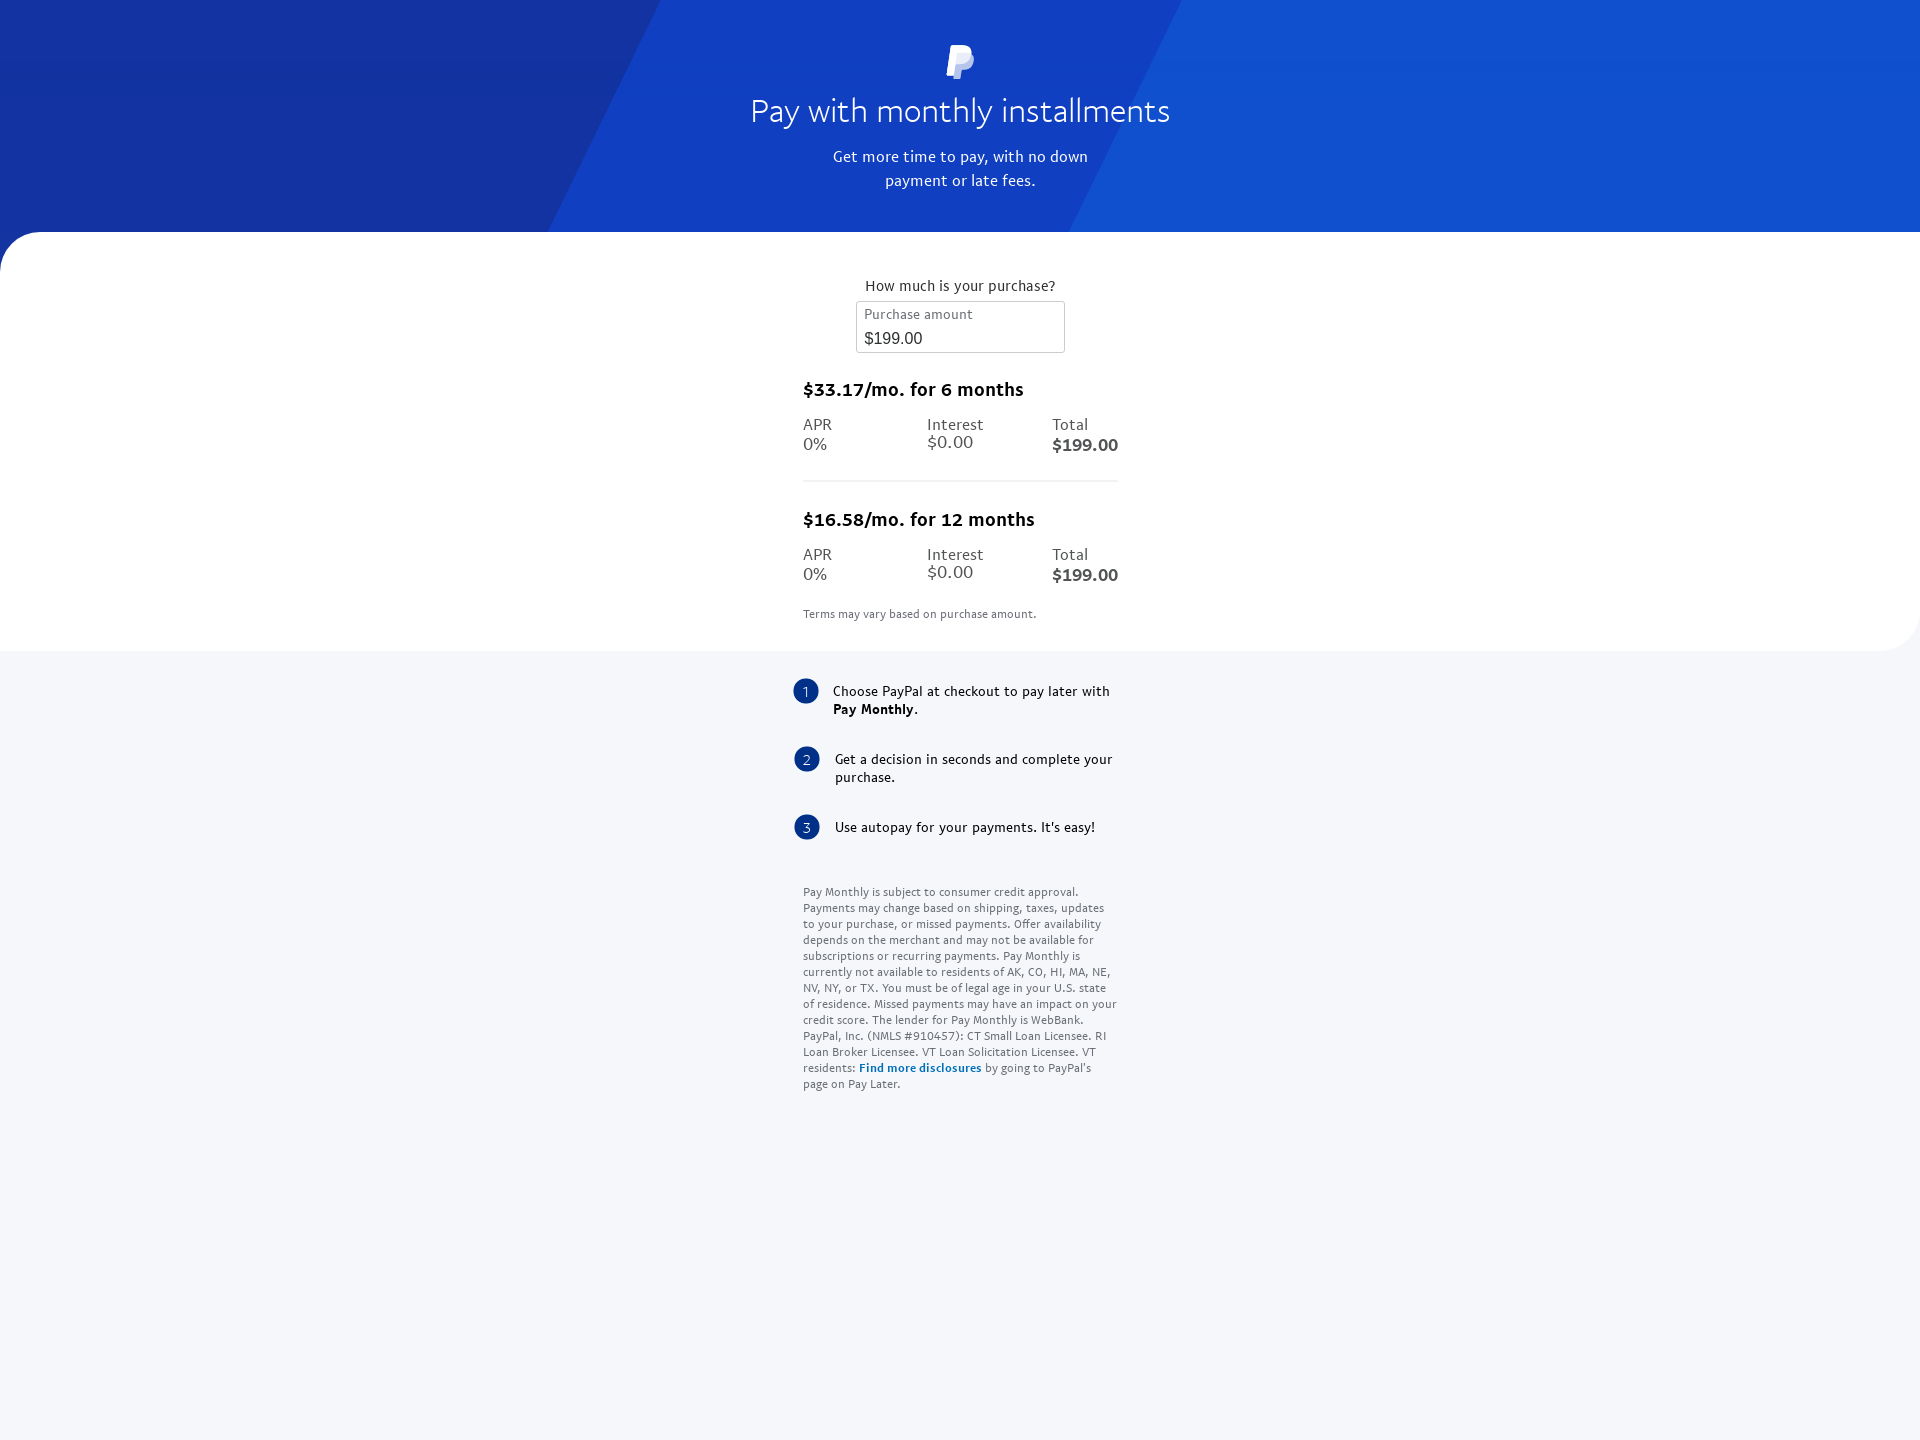 Pay with monthly installments
Get more time to pay, with no down
payment or late fees.
How much is your purchase?
Purchase amount
$199.00
$33.17/mo. for 6 months
APR Interest Total
0% $0.00 $199.00
$16.58/mo. for 12 months
APR Interest Total
0% $0.00 $199.00
Terms may vary based on purchase amount.
1 Choose PayPal at checkout to pay later with
Pay Monthly.
2 Get a decision in seconds and complete your
purchase.
3 Use autopay for your payments. It's easy!
Pay Monthly is subject to consumer credit approval.
Payments may change based on shipping, taxes, updates
to your purchase, or missed payments. Offer availability
depends on the merchant and may not be available for
subscriptions or recurring payments. Pay Monthly is
currently not available to residents of AK, CO, HI, MA, NE,
NV, NY, or TX. You must be of legal age in your U.S. state
of residence. Missed payments may have an impact on your
credit score. The lender for Pay Monthly is WebBank.
PayPal, Inc. (NMLS #910457): CT Small Loan Licensee. RI
Loan Broker Licensee. VT Loan Solicitation Licensee. VT
residents: Find more disclosures by going to PayPal's
page on Pay Later.